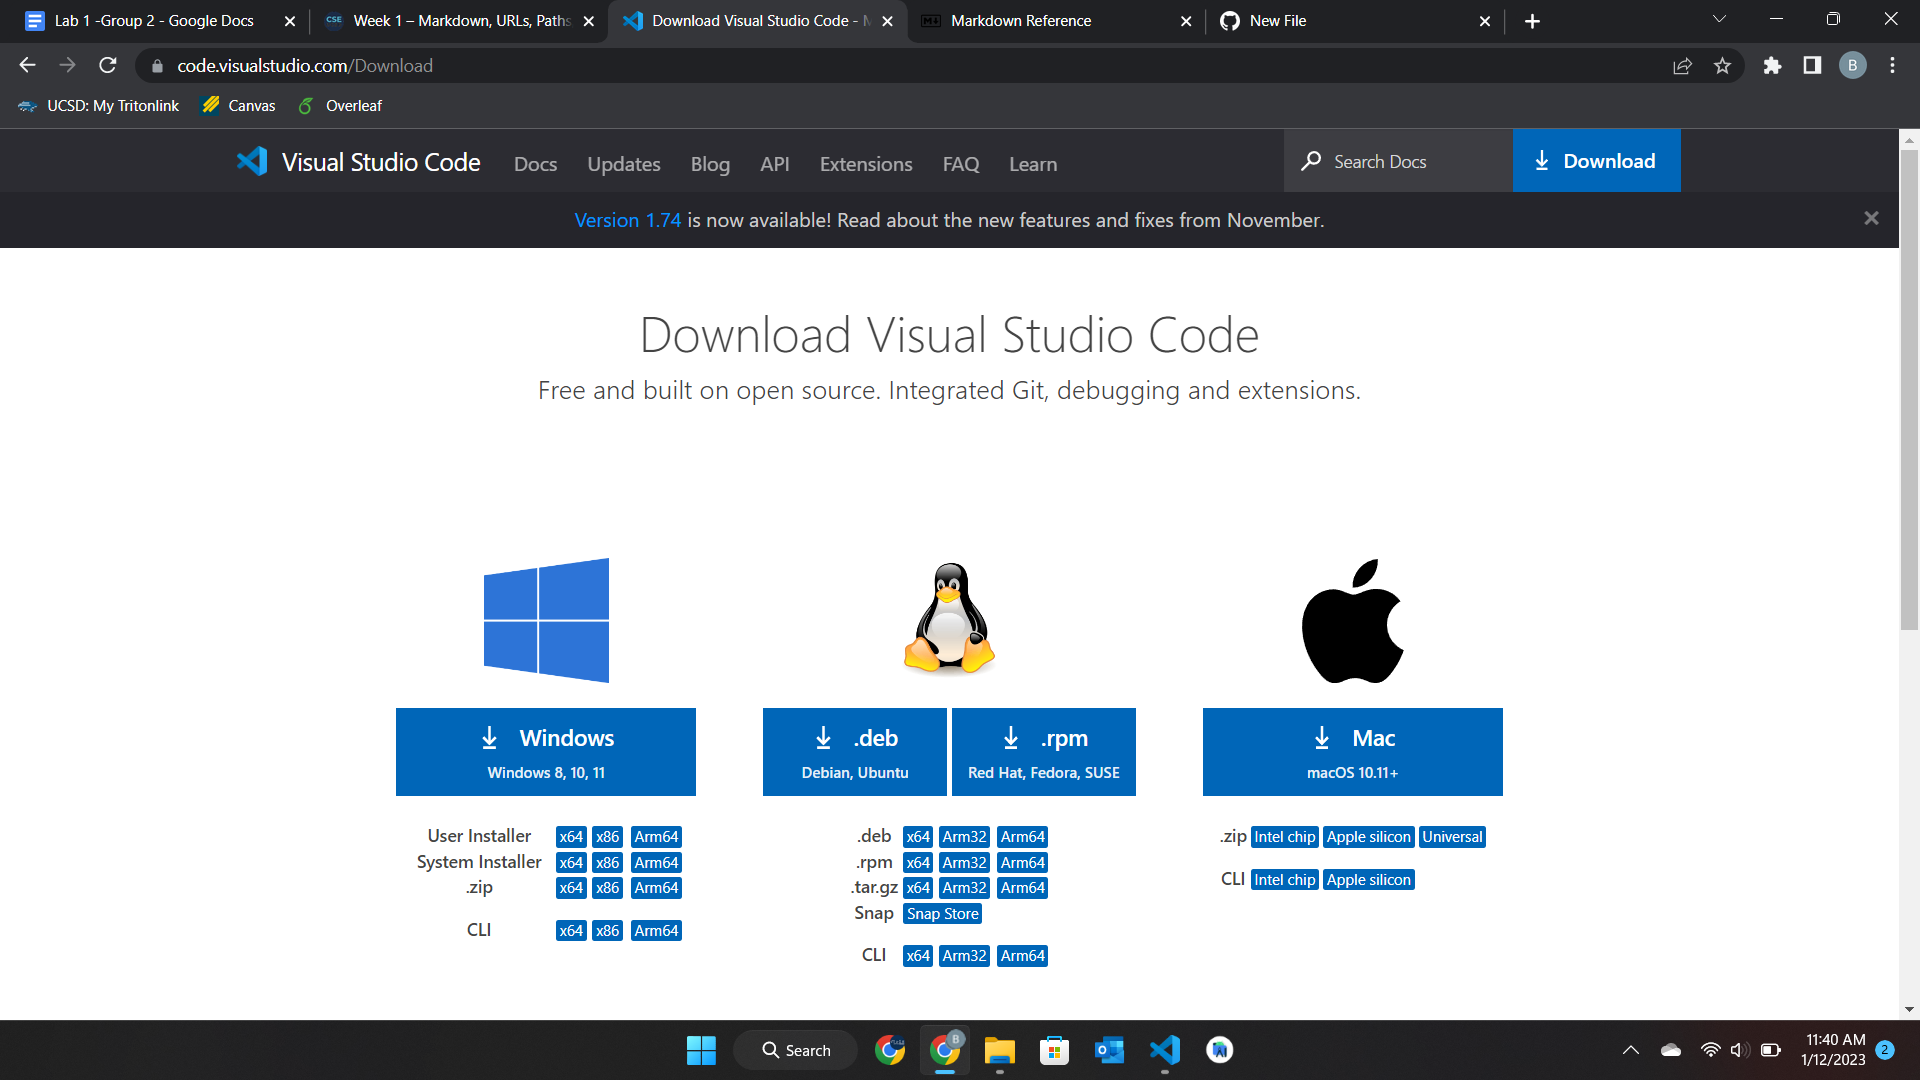 Lab 1 -Group 2 - Google Docs
CSE Week 1 – Markdown, URLs, Paths
Download Visual Studio Code -
Markdown Reference
New File
code.visualstudio.com/Download
B
UCSD: My Tritonlink
Canvas
Overleaf
Visual Studio Code
Docs
Updates
Blog
API
Extensions
FAQ
Learn
Search Docs
Download
Version 1.74 is now available! Read about the new features and fixes from November.
Download Visual Studio Code
Free and built on open source. Integrated Git, debugging and extensions.
Windows
Windows 8, 10, 11
User Installer x64 x86 Arm64
System Installer x64 x86 Arm64
.zip x64 x86 Arm64
CLI x64 x86 Arm64
.deb
Debian, Ubuntu
.rpm
Red Hat, Fedora, SUSE
.deb x64 Arm32 Arm64
.rpm x64 Arm32 Arm64
.tar.gz x64 Arm32 Arm64
Snap Snap Store
CLI x64 Arm32 Arm64
Mac
macOS 10.11+
.zip Intel chip Apple silicon Universal
CLI Intel chip Apple silicon
Search
B
11:40 AM
1/12/2023
2